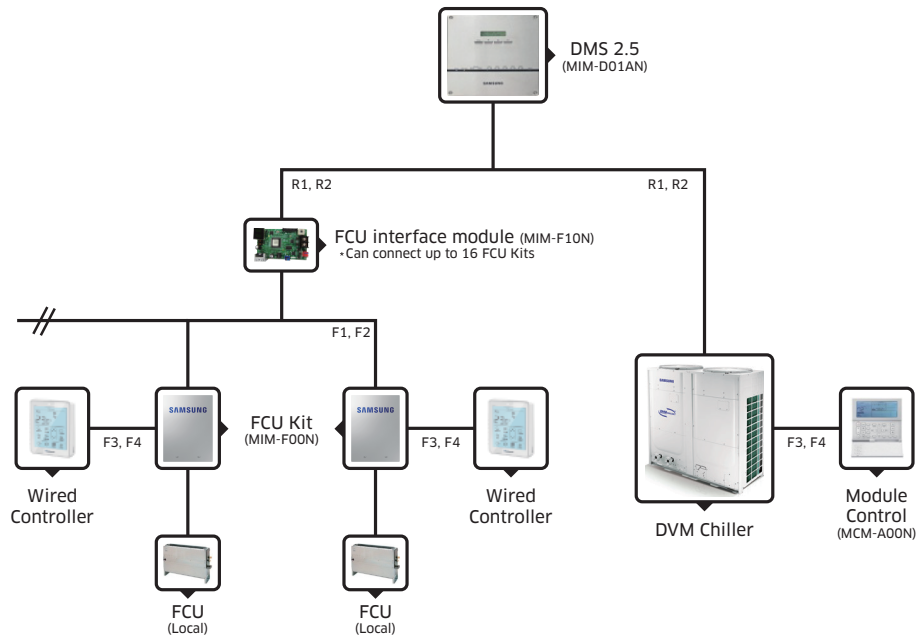 DMS 2.5
(MIM-D01AN)
SAMSUNG
R1, R2
R1, R2
FCU interface module (MIM-F10N)
*Can connect up to 16 FCU Kits
F1, F2
SAMSUNG
FCU Kit
(MIM-F00N)
SAMSUNG
SAMSUNG
F3, F4
F3, F4
F3, F4
Wired
Controller
Wired
Controller
DVM Chiller
Module
Control
(MCM-A00N)
FCU
(Local)
FCU
(Local)